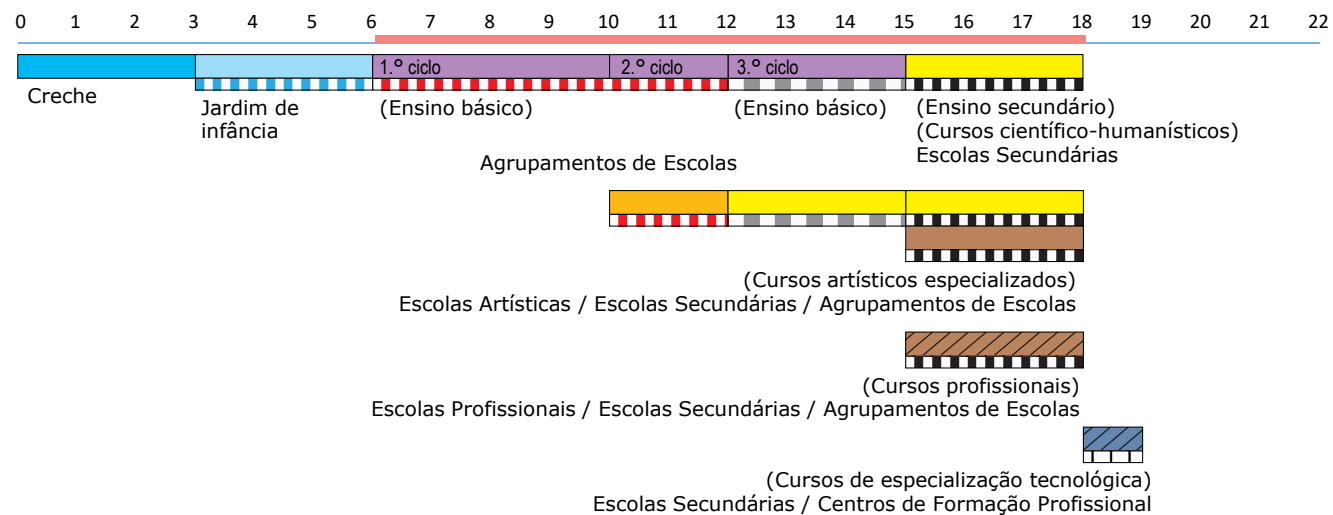 0 1 2 3 4 5 6 7 8 9 10 11 12 13 14 15 16 17 18 19 20 21 22
1.º ciclo 2.º ciclo 3.º ciclo
Creche
Jardim de
infância
(Ensino básico)
(Ensino básico)
(Ensino secundário)
(Cursos científico-humanísticos)
Escolas Secundárias
Agrupamentos de Escolas
(Cursos artísticos especializados)
Escolas Artísticas / Escolas Secundárias / Agrupamentos de Escolas
(Cursos profissionais)
Escolas Profissionais / Escolas Secundárias / Agrupamentos de Escolas
(Cursos de especialização tecnológica)
Escolas Secundárias / Centros de Formação Profissional